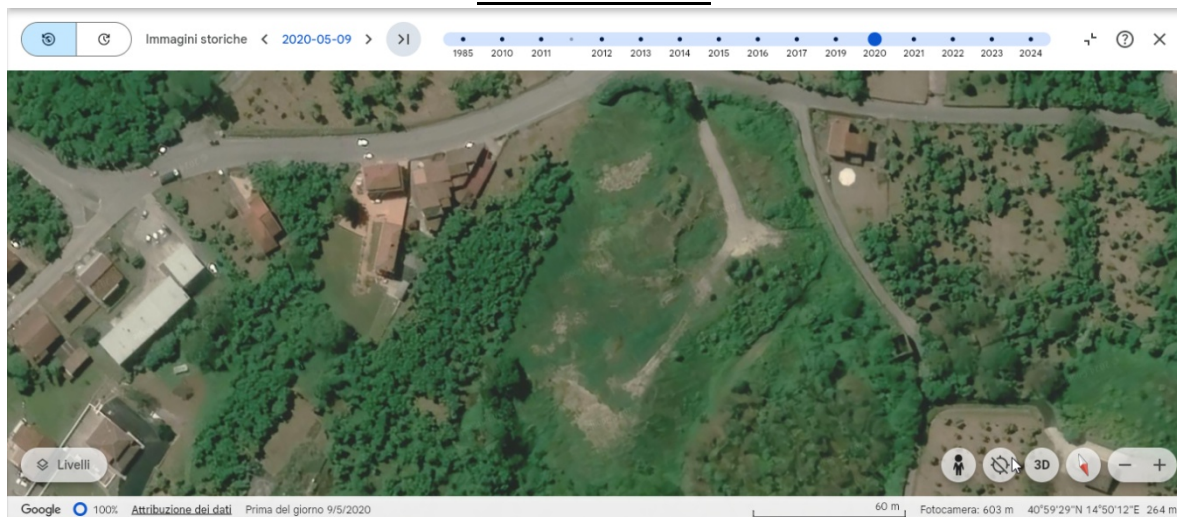 Immagini storiche 2020-05-09
1985 2010 2011 2012 2013 2014 2015 2016 2017 2019 2020 2021 2022 2023 2024
Livelli
3D
60 m
Google 100% Attribuzione dei dati Prima del giorno 9/5/2020 Fotocamera: 603 m 40°59'29"N 14°50'12"E 264 m